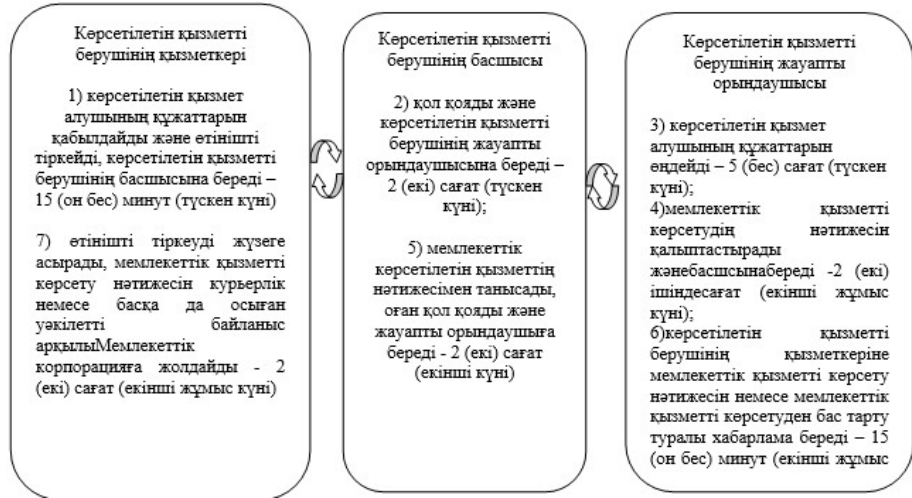 Көрсетілетін қызметті
берушінің қызметкері
1) көрсетілетін қызмет
алушының құжаттарын
қабылдайды және өтінішті
тіркейді, көрсетілетін қызметті
берушінің басшысына береді –
15 (он бес) минут (түскен күні)
7) өтінішті тіркеуді жүзеге
асырады, мемлекеттік қызметті
көрсету нәтижесін курьерлік
немесе басқа да осыған
уәкілетті байланыс
арқылыМемлекеттік
корпорацияға жолдайды - 2
(екі) сағат (екінші жұмыс күні)
Көрсетілетін қызметті
берушінің басшысы
2) қол қояды және
көрсетілетін қызметті
берушінің жауапты
орындаушысына береді –
2 (екі) сағат (түскен
күні);
5) мемлекеттік
көрсетілетін қызметтің
нәтижесімен танысады,
оған қол қояды және
жауапты орындаушыға
береді - 2 (екі) сағат
(екінші күні)
Көрсетілетін қызметті
берушінің жауапты
орындаушысы
3) көрсетілетін қызмет
алушының құжаттарын
өңдейді – 5 (бес) сағат (түскен
күні);
4)мемлекеттік қызметті
көрсетудің нәтижесін
қалыптастырады
жәнебасшсынабереді -2 (екі)
ішіндесағат (екінші жұмыс
күні);
6)көрсетілетін қызметті
берушінің қызметкеріне
мемлекеттік қызметті көрсету
нәтижесін немесе мемлекеттік
қызметті көрсетуден бас тарту
туралы хабарлама береді – 15
(он бес) минут (екінші жұмыс